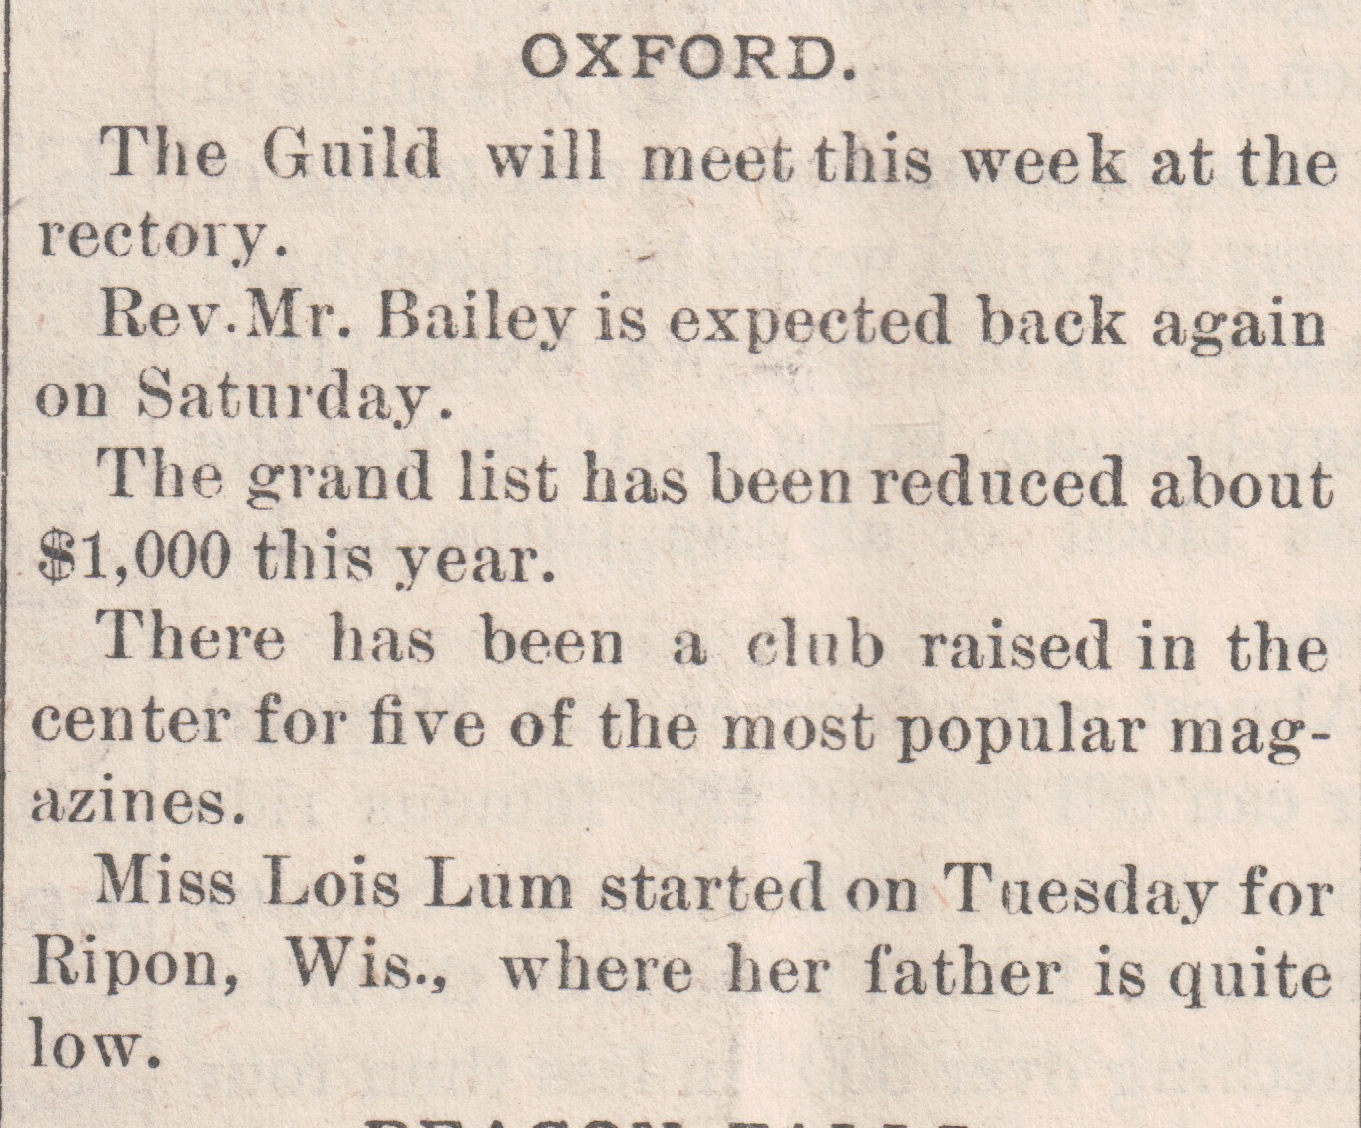 OXFORD.
The Guild will meet this week at the
rectory.
Rev. Mr. Bailey is expected back again
on Saturday.
The grand list has been reduced about
$1,000 this year.
There has been a club raised in the
center for five of the most popular mag-
azines.
Miss Lois Lum started on Tuesday for
Ripon, Wis., where her father is quite
low.